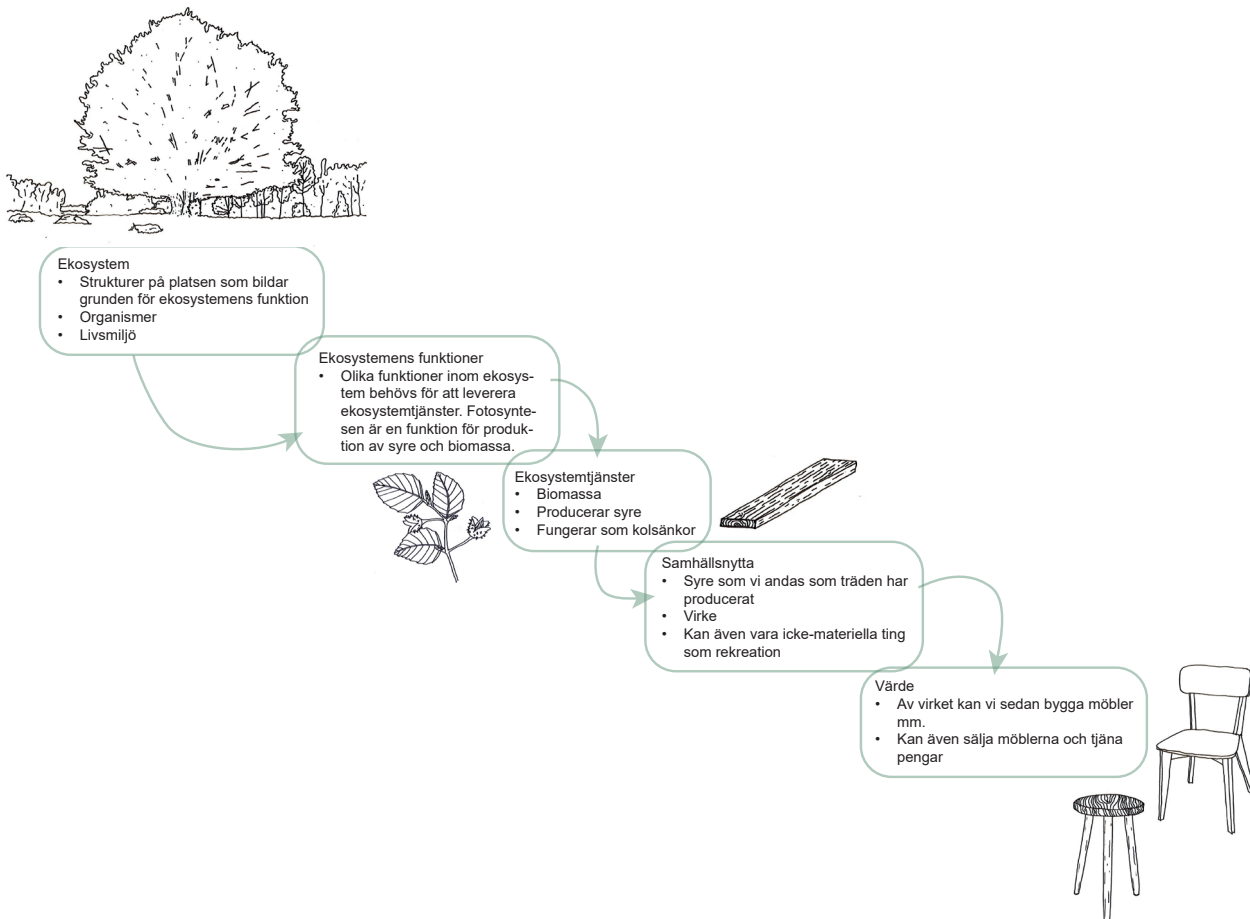 Ekosystem
• Strukturer på platsen som bildar
grunden för ekosystemens funktion
• Organismer
• Livsmiljö
Ekosystemens funktioner
• Olika funktioner inom ekosys-
tem behövs för att leverera
ekosystemtjänster. Fotosynte-
sen är en funktion för produk-
tion av syre och biomassa.
Ekosystemtjänster
• Biomassa
• Producerar syre
• Fungerar som kolsänkor
Samhällsnytta
• Syre som vi andas som träden har
producerat
• Virke
• Kan även vara icke-materiella ting
som rekreation
Värde
• Av virket kan vi sedan bygga möbler
mm.
• Kan även sälja möblerna och tjäna
pengar